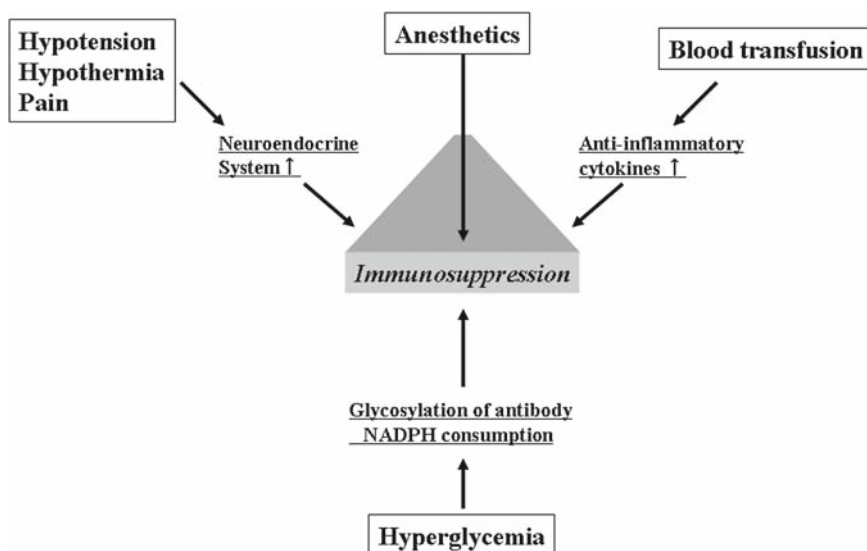 Hypotension
Hypothermia
Pain
Anesthetics
Blood transfusion
Neuroendocrine
System ↑
Anti-inflammatory
cytokines ↑
Immunosuppression
Glycosylation of antibody
NADPH consumption
Hyperglycemia